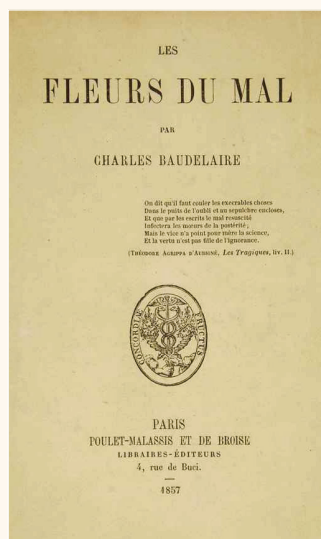 LES
FLEURS DU MAL
PAR
CHARLES BAUDELAIRE
On dit qu'il faut couler les execrables choses
Dans le puits de l'oubli et au sepulchre encloses,
Et que par les escrits le mal resuscité
Infectera les mœurs de la postérité;
Mais le vice n'a point pour mère la science,
Et la vertu n'est pas fille de l'ignorance.
(THÉODORE AGRIPPA D'AUBIGNÉ, Les Tragiques, liv. II.)
CONCORDIÆ FRUCTUS
PARIS
POULET-MALASSIS ET DE BROISE
LIBRAIRES-ÉDITEURS
4, rue de Buci.
1857